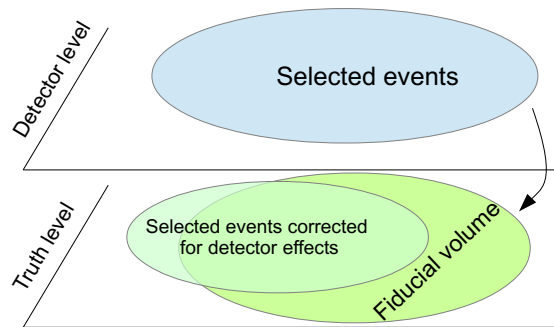 Detector level
Selected events
Truth level
Selected events corrected
for detector effects
Fiducial volume